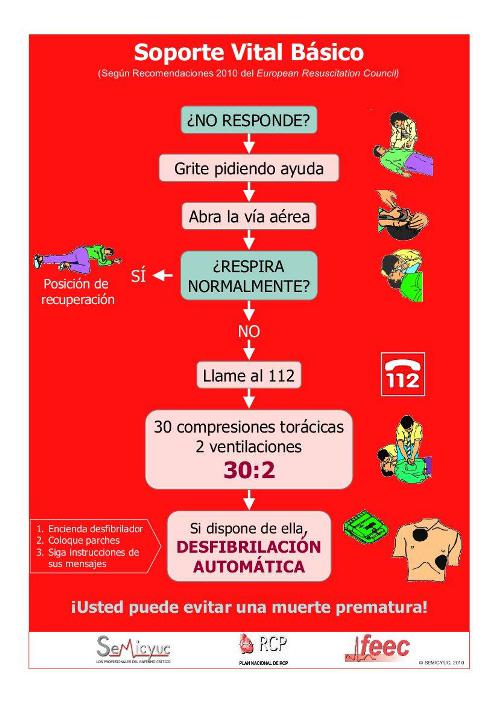 Soporte Vital Básico
(Según Recomendaciones 2010 del European Resuscitation Council)
¿NO RESPONDE?
Grite pidiendo ayuda
Abra la vía aérea
¿RESPIRA
NORMALMENTE?
SÍ
Posición de
recuperación
NO
Llame al 112
112
30 compresiones torácicas
2 ventilaciones
30:2
Si dispone de ella,
DESFIBRILACIÓN
AUTOMÁTICA
1. Encienda desfibrilador
2. Coloque parches
3. Siga instrucciones de
sus mensajes
¡Usted puede evitar una muerte prematura!
SeMicyuc
LOS PROFESIONALES DEL ENFERMO CRÍTICO
RCP
PLAN NACIONAL DE RCP
feec
© SEMICYUC 2010